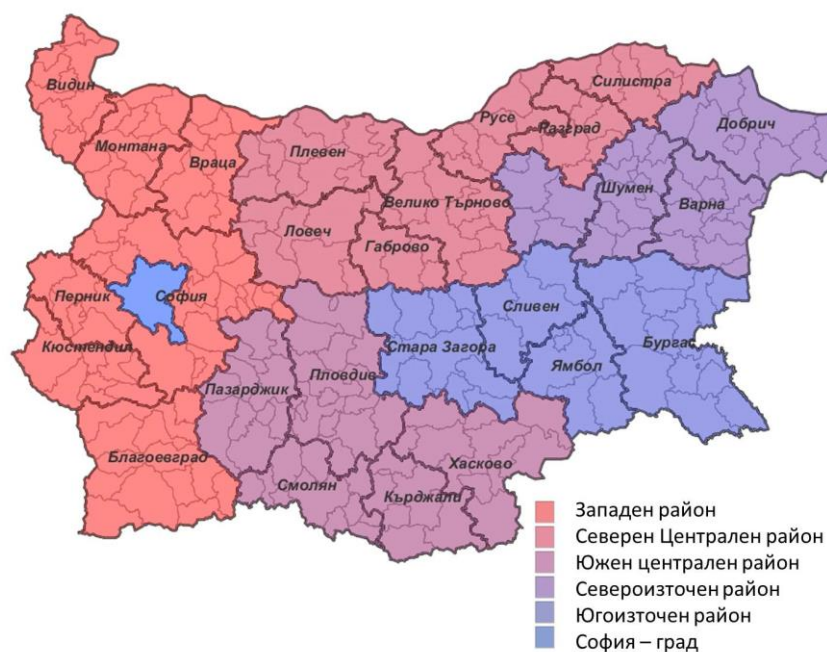 Видин
Силистра
Русе
Добрич
Разград
Монтана
Плевен
Враца
Шумен
Велико Търново
Варна
Ловеч
Габрово
Перник
София
Сливен
Кюстендил
Стара Загора
Бургас
Ямбол
Пловдив
Пазарджик
Благоевград
Хасково
Смолян
Кърджали
Западен район
Северен Централен район
Южен централен район
Североизточен район
Югоизточен район
София – град